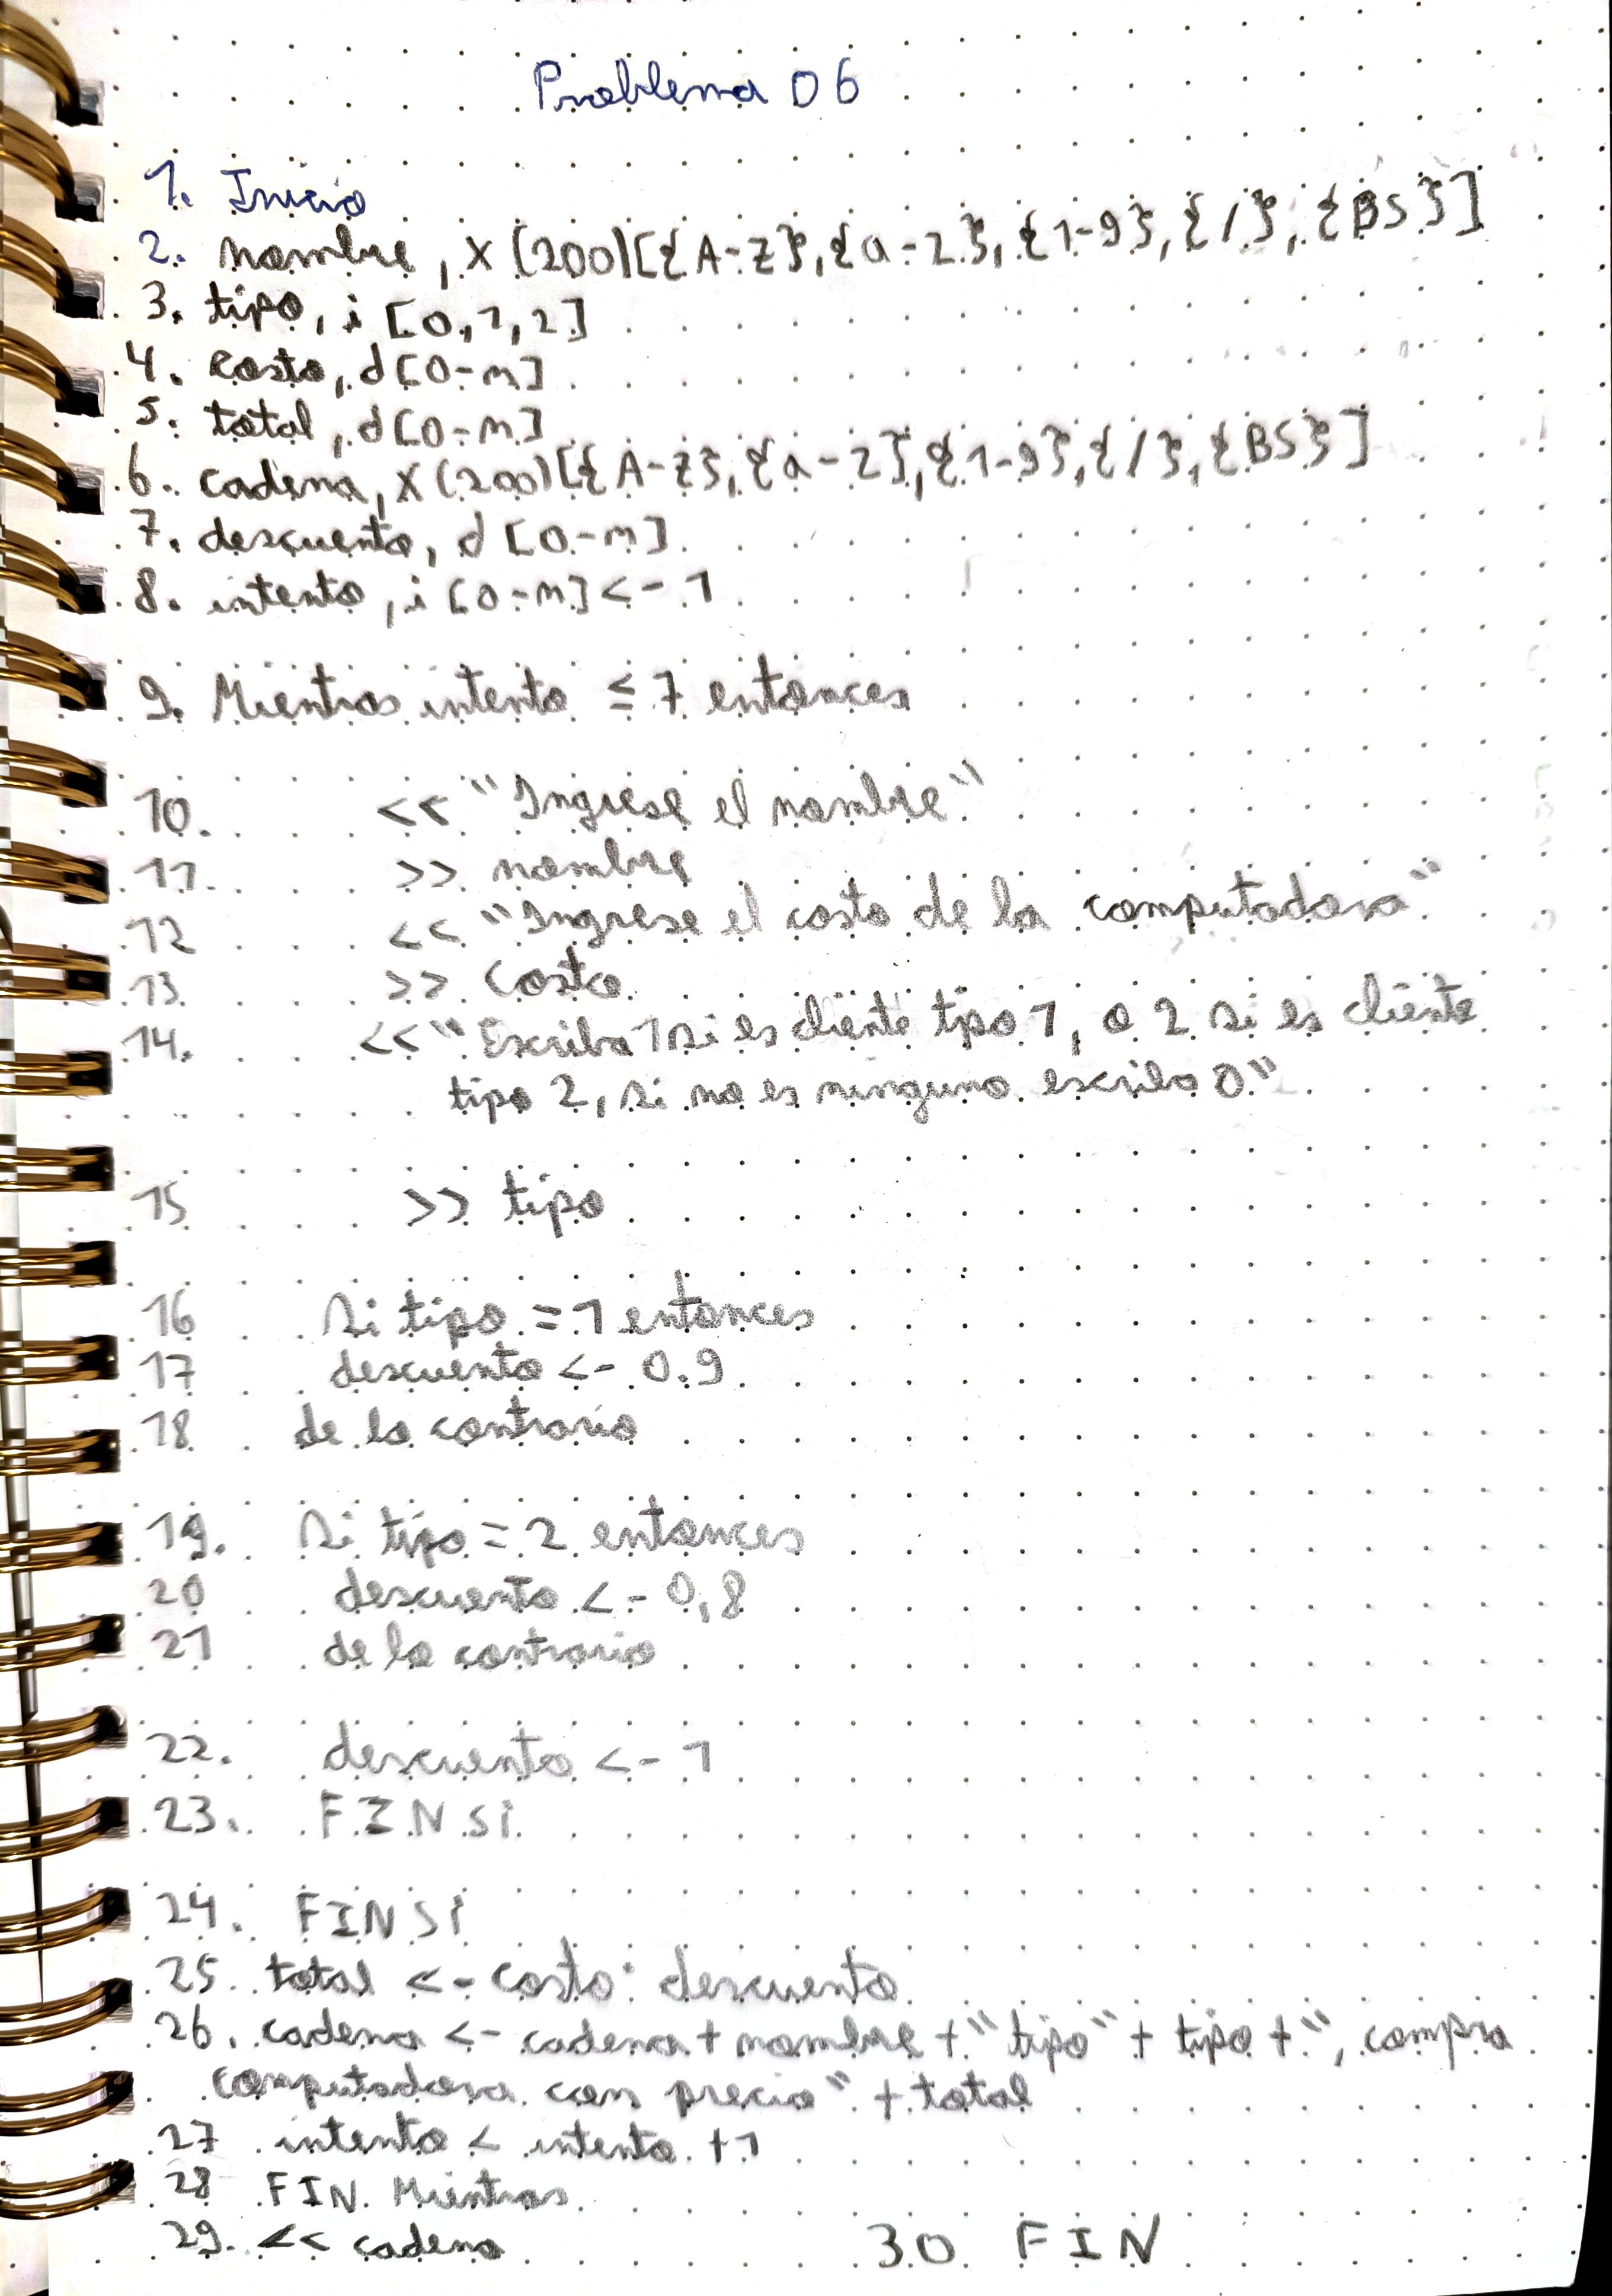 Problema 06
1. Inicio
2. nombre, X(200)[{A-Z},{a-z},{1-9},{/},{BS}]
3. tipo, i [0,1,2]
4. costo, d[0-n]
5. total, d[0-n]
6. cadena, X(200)[{A-Z},{a-z},{1-9},{/},{BS}]
7. descuento, d [0-n]
8. intento, i [0-n] <- 1
9. Mientras intento ≤ 7 entonces
10. << "Ingrese el nombre"
11. >> nombre
12 << "Ingrese el costo de la computadora"
13 >> costo
14. << "Escriba 1 si es cliente tipo 1, o 2 si es cliente
tipo 2, si no es ninguno escriba 0"
15 >> tipo
16 Si tipo = 1 entonces
17 descuento <- 0.9
18 de lo contrario
19. Si tipo = 2 entonces
20 descuento <- 0,8
21 de lo contrario
22. descuento <- 1
23. FINSi
24. FINSi
25. total <- costo · descuento
26. cadena <- cadena + nombre + "tipo" + tipo + ", compra
computadora con precio" + total
27 intento < intento +1
28 FIN Mientras
29. << cadena
30 FIN